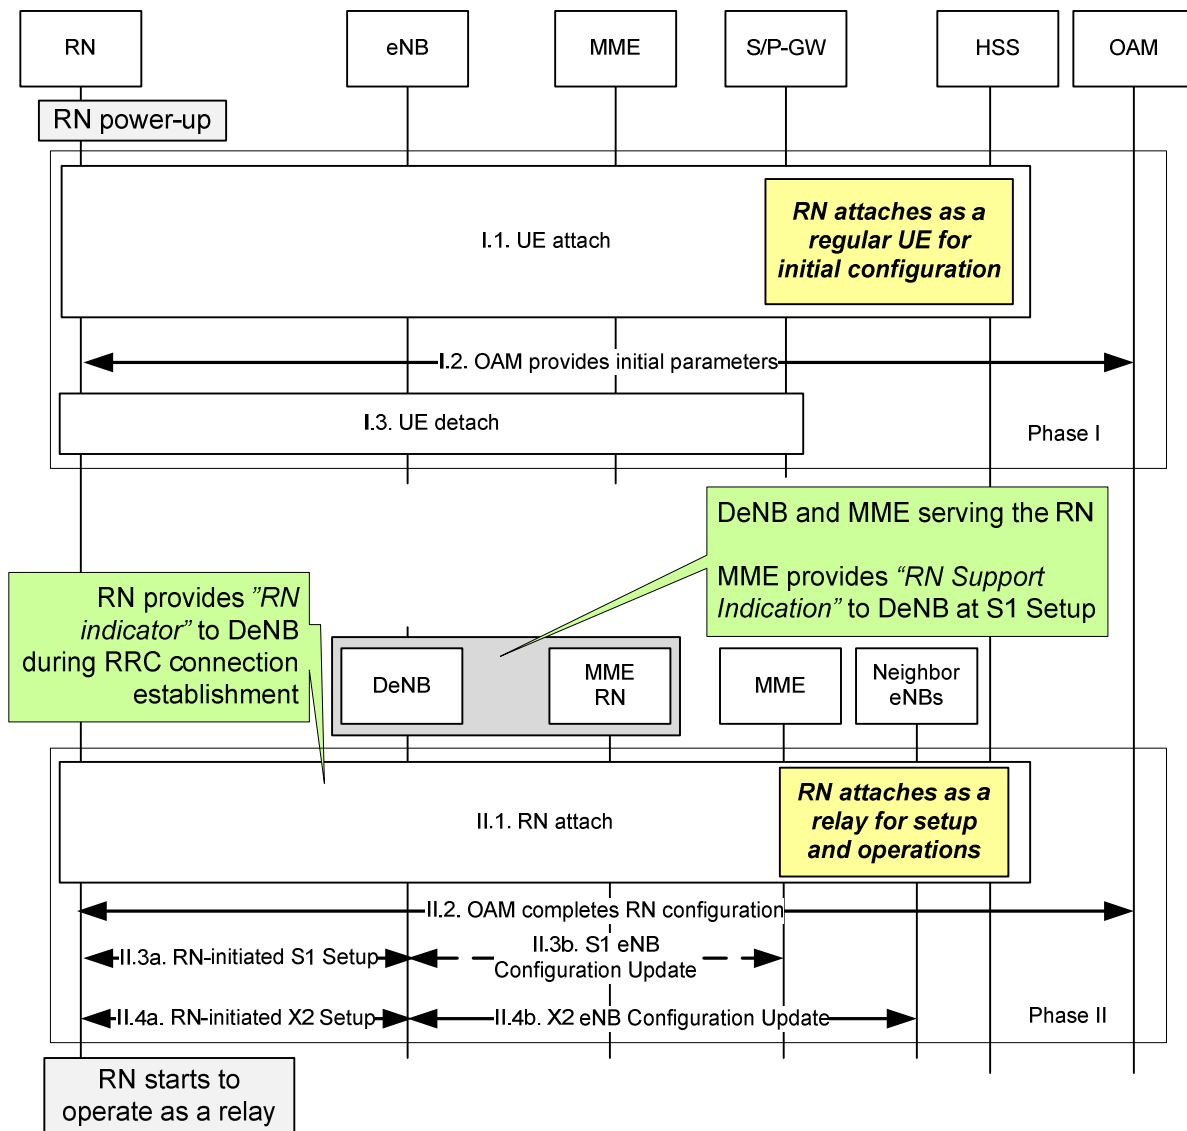 RN
eNB
MME
S/P-GW
HSS
OAM
RN power-up
I.1. UE attach
RN attaches as a
regular UE for
initial configuration
I.2. OAM provides initial parameters
I.3. UE detach
Phase I
DeNB and MME serving the RN
MME provides “RN Support
Indication” to DeNB at S1 Setup
RN provides ”RN
indicator” to DeNB
during RRC connection
establishment
DeNB
MME
RN
MME
Neighbor
eNBs
II.1. RN attach
RN attaches as a
relay for setup
and operations
II.2. OAM completes RN configuration
II.3a. RN-initiated S1 Setup
II.3b. S1 eNB
Configuration Update
II.4a. RN-initiated X2 Setup
II.4b. X2 eNB Configuration Update
Phase II
RN starts to
operate as a relay